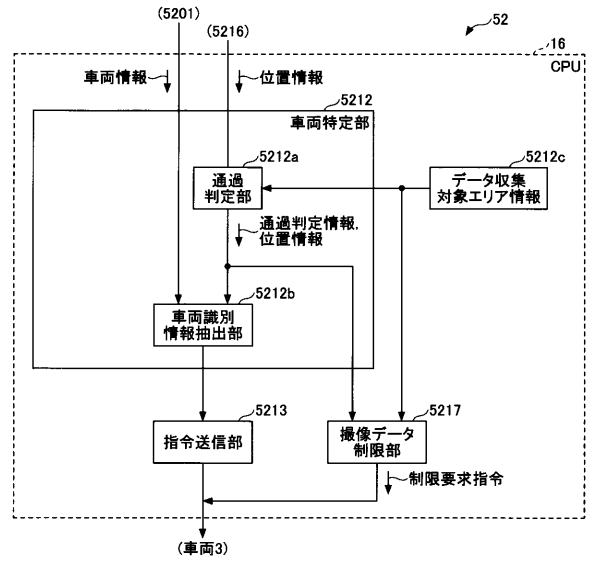 (5201)
(5216)
52
16
CPU
車両情報
位置情報
5212
車両特定部
5212a
通過
判定部
5212c
データ収集
対象エリア情報
通過判定情報,
位置情報
5212b
車両識別
情報抽出部
5213
指令送信部
5217
撮像データ
制限部
制限要求指令
(車両3)